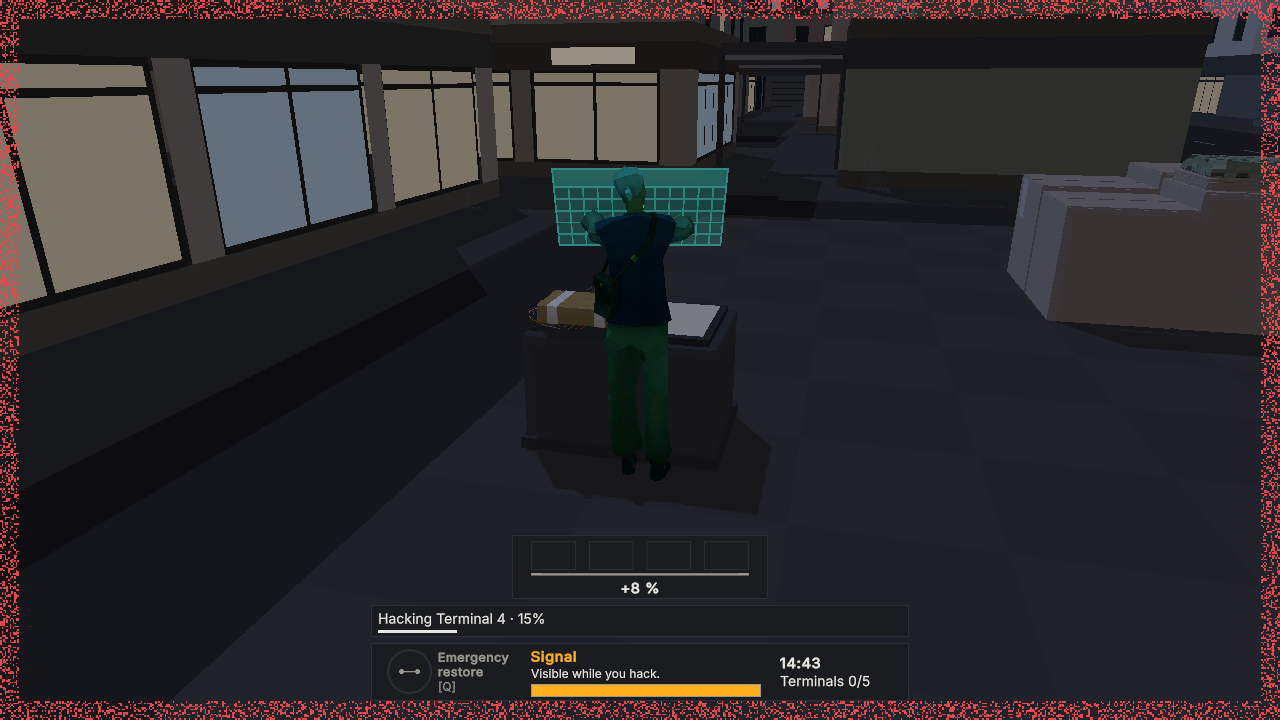 +8 %
Hacking Terminal 4 · 15%
Emergency
restore
[Q]
Signal
Visible while you hack.
14:43
Terminals 0/5